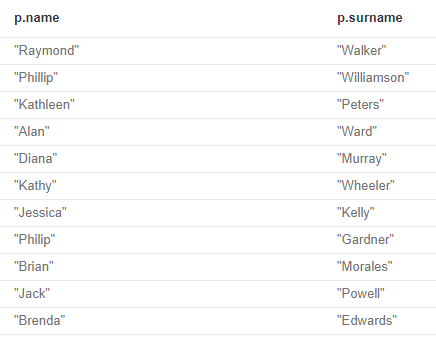 p.name p.surname
"Raymond" "Walker"
"Phillip" "Williamson"
"Kathleen" "Peters"
"Alan" "Ward"
"Diana" "Murray"
"Kathy" "Wheeler"
"Jessica" "Kelly"
"Philip" "Gardner"
"Brian" "Morales"
"Jack" "Powell"
"Brenda" "Edwards"